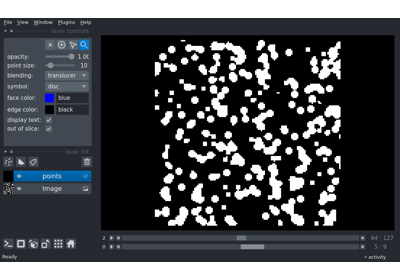 File View Window Plugins Help
layer controls
opacity: 1.00
point size: 10
blending: translucer
symbol: disc
face color: blue
edge color: black
display text:
out of slice:
layer list
points
Image
2 64 127
0 5 9
Ready activity